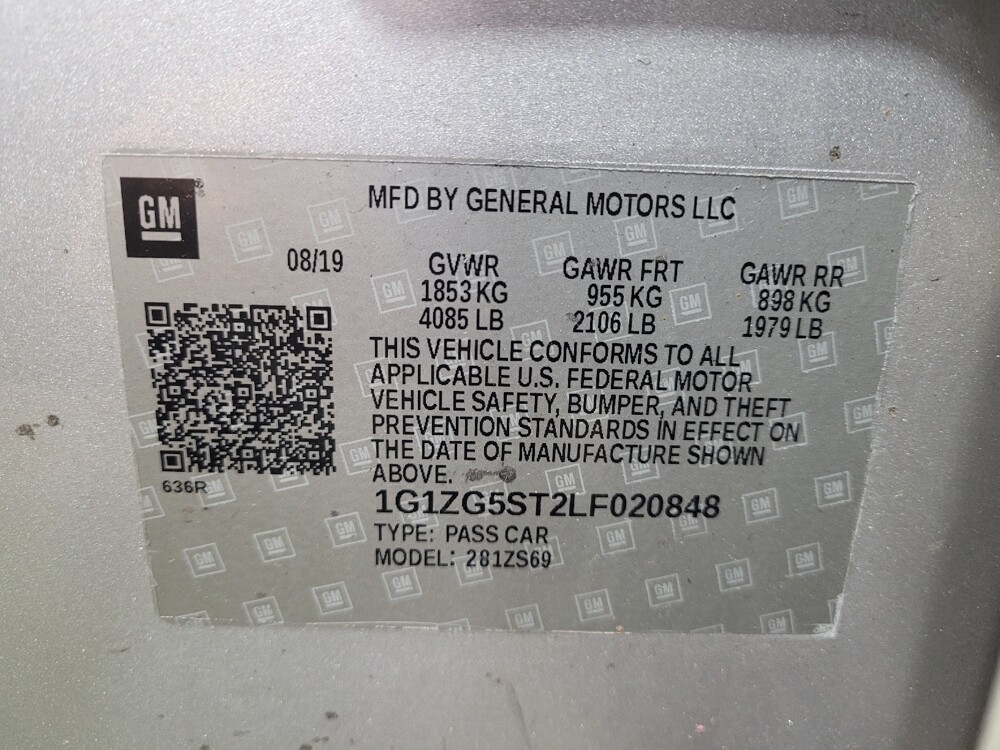 GM
MFD BY GENERAL MOTORS LLC
08/19 GVWR GAWR FRT GAWR RR
1853 KG 955 KG 898 KG
4085 LB 2106 LB 1979 LB
THIS VEHICLE CONFORMS TO ALL
APPLICABLE U.S. FEDERAL MOTOR
VEHICLE SAFETY, BUMPER, AND THEFT
PREVENTION STANDARDS IN EFFECT ON
THE DATE OF MANUFACTURE SHOWN
ABOVE.
636R
1G1ZG5ST2LF020848
TYPE: PASS CAR
MODEL: 281ZS69